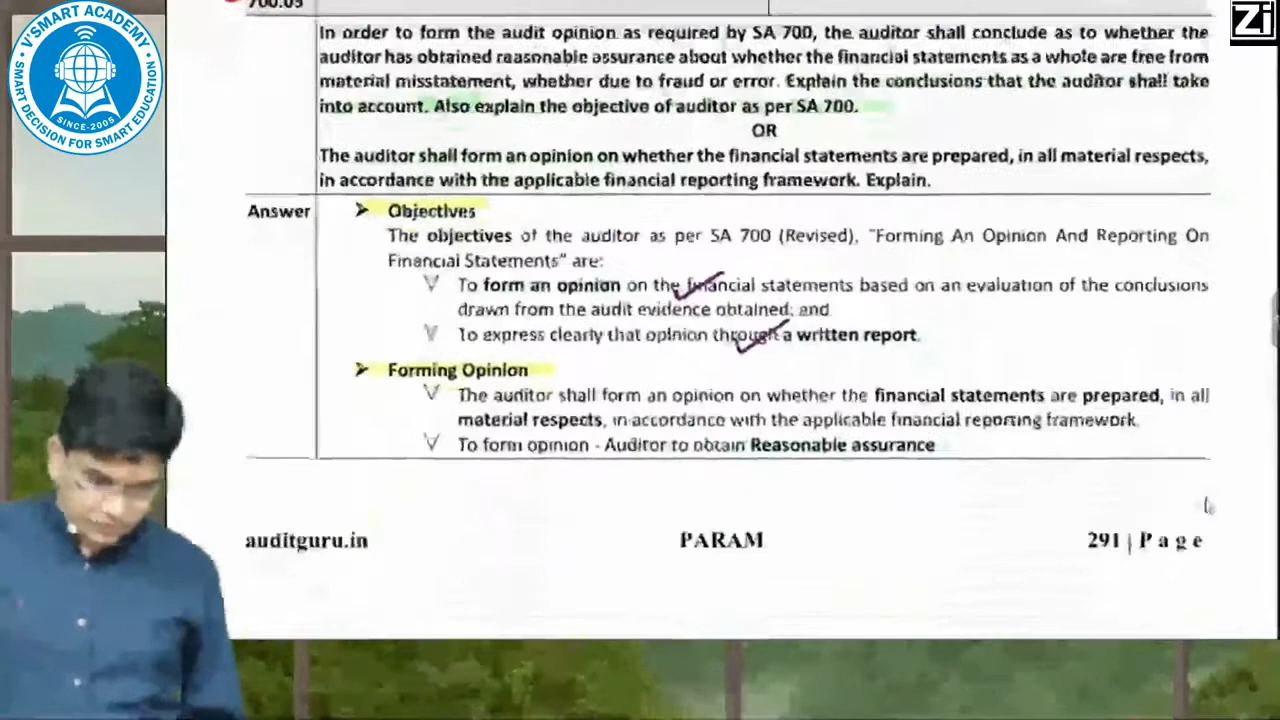 V'SMART ACADEMY
SMART DECISION FOR SMART EDUCATION
SINCE-2005
Zi
700.05
In order to form the audit opinion as required by SA 700, the auditor shall conclude as to whether the
auditor has obtained reasonable assurance about whether the financial statements as a whole are free from
material misstatement, whether due to fraud or error. Explain the conclusions that the auditor shall take
into account. Also explain the objective of auditor as per SA 700.
OR
The auditor shall form an opinion on whether the financial statements are prepared, in all material respects,
in accordance with the applicable financial reporting framework. Explain.
Answer
Objectives
The objectives of the auditor as per SA 700 (Revised), "Forming An Opinion And Reporting On
Financial Statements" are:
To form an opinion on the financial statements based on an evaluation of the conclusions
drawn from the audit evidence obtained; and
To express clearly that opinion through a written report.
Forming Opinion
The auditor shall form an opinion on whether the financial statements are prepared, in all
material respects, in accordance with the applicable financial reporting framework.
To form opinion - Auditor to obtain Reasonable assurance
auditguru.in PARAM 291 | Page